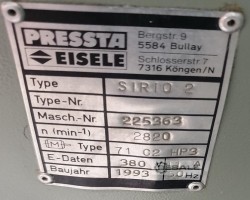 PRESSTA
EISELE
Bergstr. 9
5584 Bullay
Schlosserstr. 7
7316 Köngen/N
Type SIRIO 2
Type-Nr.
Masch.-Nr 225363
n (min-¹) 2820
Type 71 02 HP3
E-Daten 380
Baujahr 1993 Hz